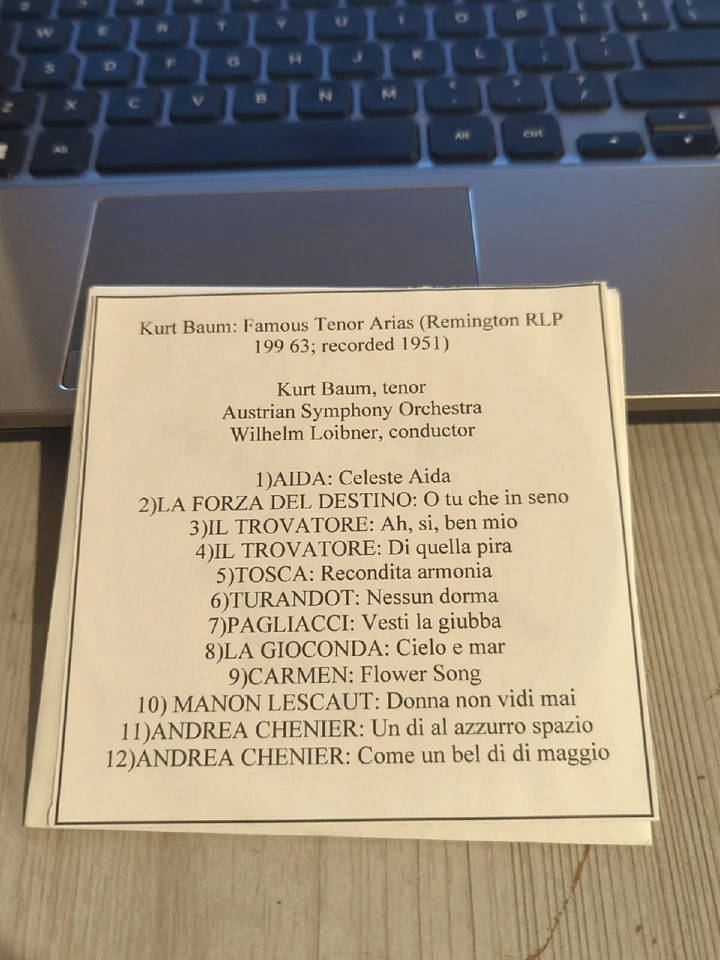 W E R T Y U I O P
S D F G H J K L
Z X C V B N M
Alt Alt Ctrl
Kurt Baum: Famous Tenor Arias (Remington RLP
199 63; recorded 1951)
Kurt Baum, tenor
Austrian Symphony Orchestra
Wilhelm Loibner, conductor
1)AIDA: Celeste Aida
2)LA FORZA DEL DESTINO: O tu che in seno
3)IL TROVATORE: Ah, si, ben mio
4)IL TROVATORE: Di quella pira
5)TOSCA: Recondita armonia
6)TURANDOT: Nessun dorma
7)PAGLIACCI: Vesti la giubba
8)LA GIOCONDA: Cielo e mar
9)CARMEN: Flower Song
10) MANON LESCAUT: Donna non vidi mai
11)ANDREA CHENIER: Un di al azzurro spazio
12)ANDREA CHENIER: Come un bel di di maggio